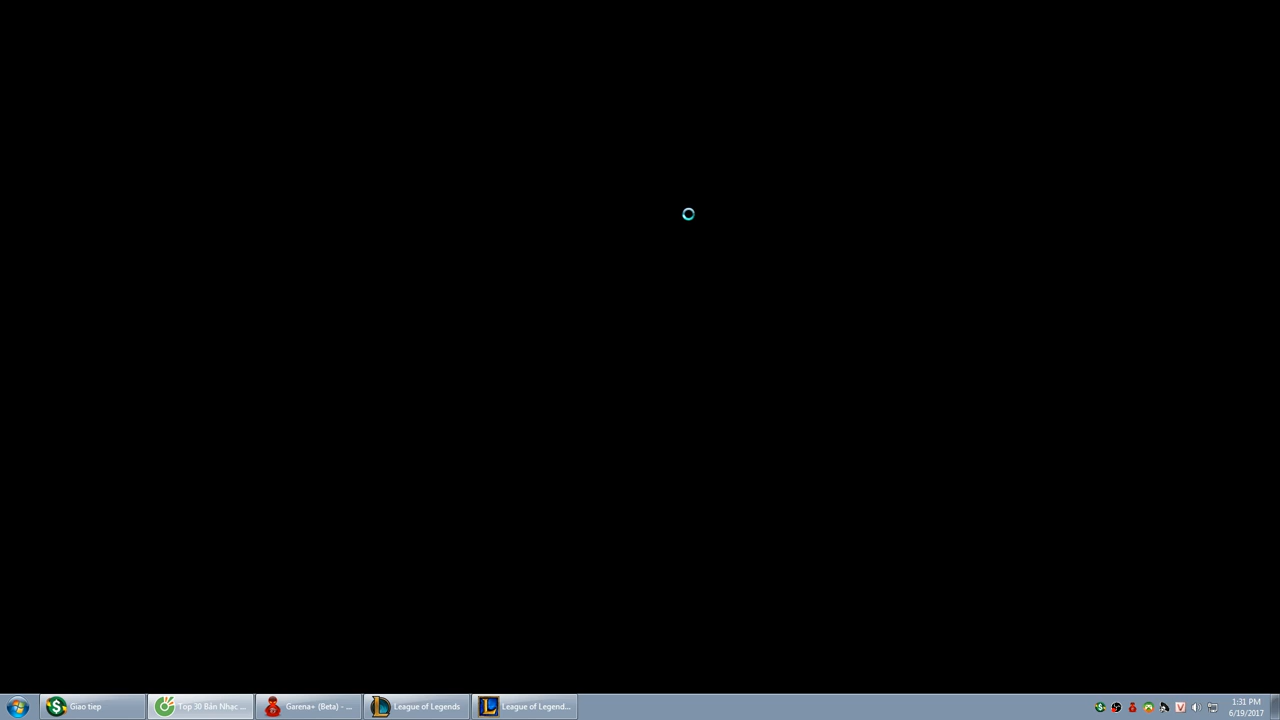 Giao tiep
Top 30 Bản Nhạc ...
Garena+ (Beta) - ...
League of Legends
League of Legend...
V
1:31 PM
6/19/2017